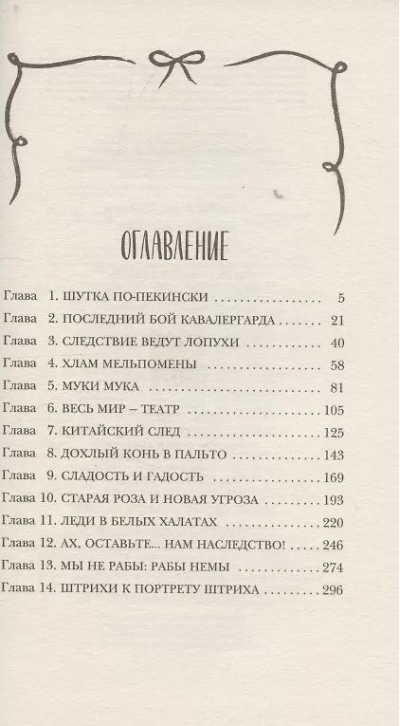 ОГЛАВЛЕНИЕ
Глава 1. ШУТКА ПО-ПЕКИНСКИ ..................... 5
Глава 2. ПОСЛЕДНИЙ БОЙ КАВАЛЕРГАРДА ....... 21
Глава 3. СЛЕДСТВИЕ ВЕДУТ ЛОПУХИ ............. 40
Глава 4. ХЛАМ МЕЛЬПОМЕНЫ ..................... 58
Глава 5. МУКИ МУКА ............................... 81
Глава 6. ВЕСЬ МИР – ТЕАТР ....................... 105
Глава 7. КИТАЙСКИЙ СЛЕД ....................... 125
Глава 8. ДОХЛЫЙ КОНЬ В ПАЛЬТО ............... 143
Глава 9. СЛАДОСТЬ И ГАДОСТЬ ................... 169
Глава 10. СТАРАЯ РОЗА И НОВАЯ УГРОЗА ......... 193
Глава 11. ЛЕДИ В БЕЛЫХ ХАЛАТАХ ............... 220
Глава 12. АХ, ОСТАВЬТЕ... НАМ НАСЛЕДСТВО! ..... 246
Глава 13. МЫ НЕ РАБЫ: РАБЫ НЕМЫ ............. 274
Глава 14. ШТРИХИ К ПОРТРЕТУ ШТРИХА ......... 296